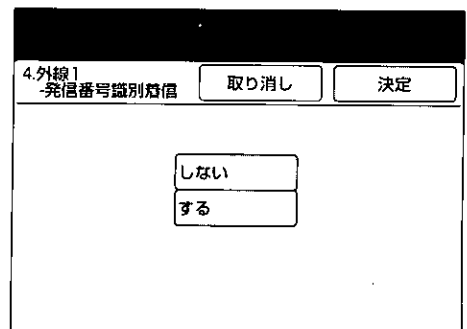 4.外線1
-発信番号識別着信
取り消し
決定
しない
する